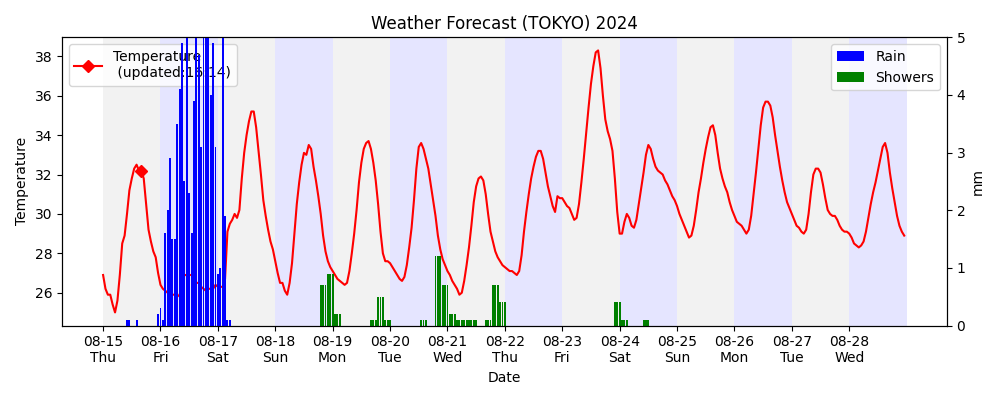 Weather Forecast (TOKYO) 2024
Temperature
(updated:15:14)
Rain
Showers
38
36
34
32
30
28
26
Temperature
5
4
3
2
1
0
mm
08-15 08-16 08-17 08-18 08-19 08-20 08-21 08-22 08-23 08-24 08-25 08-26 08-27 08-28
Thu Fri Sat Sun Mon Tue Wed Thu Fri Sat Sun Mon Tue Wed
Date